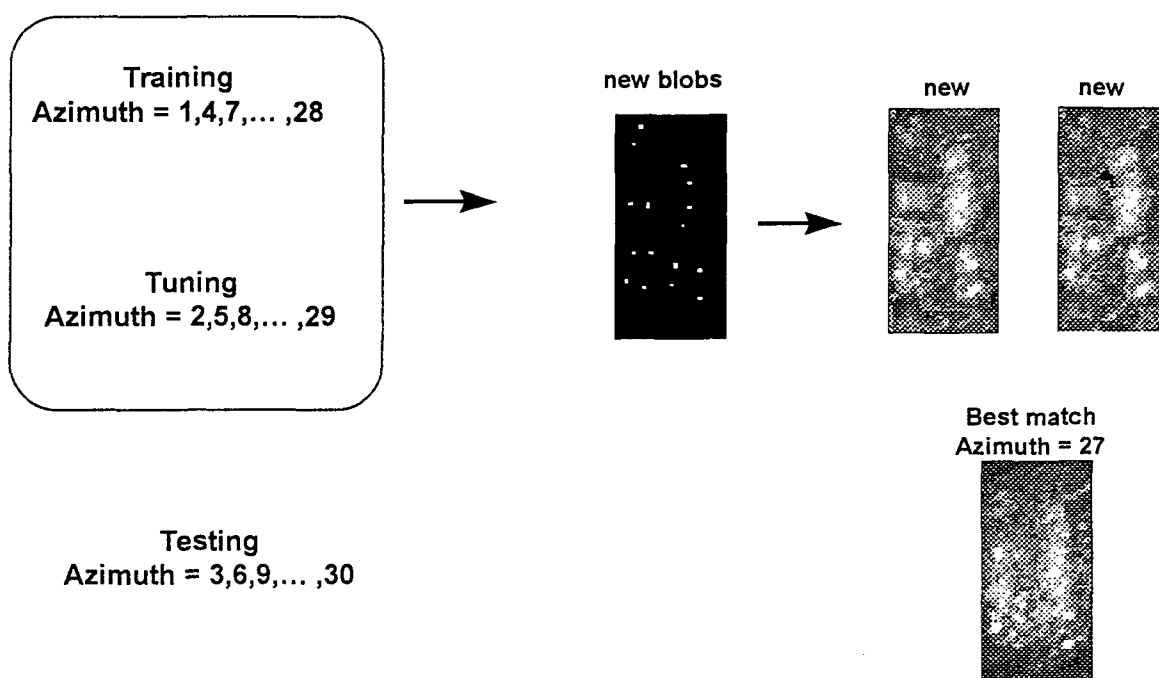 Training
Azimuth = 1,4,7,... ,28
Tuning
Azimuth = 2,5,8,... ,29
Testing
Azimuth = 3,6,9,... ,30
new blobs
new
new
Best match
Azimuth = 27